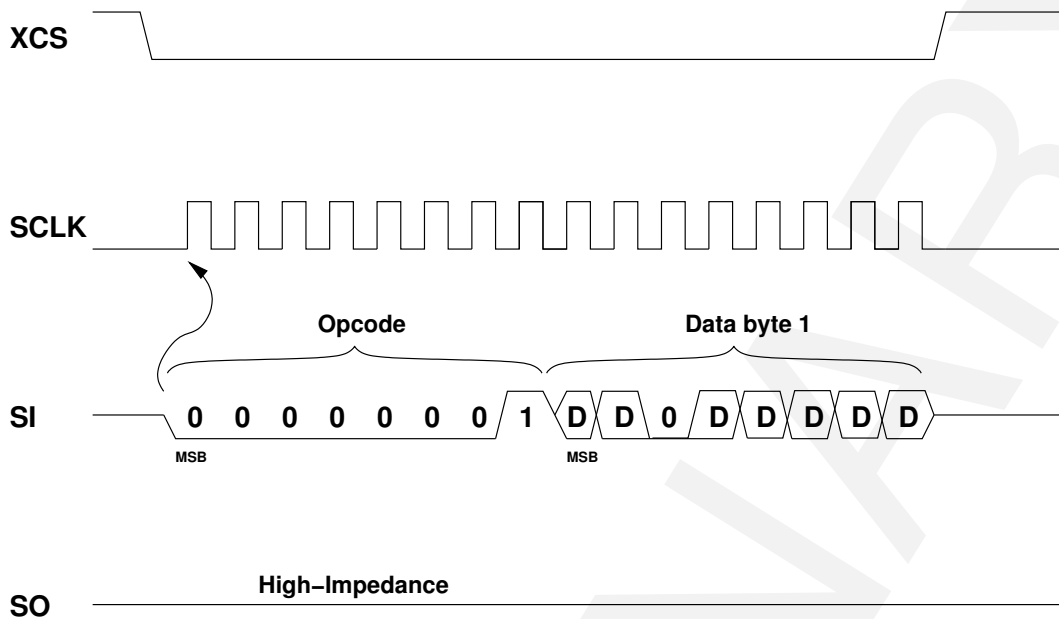 XCS
SCLK
Opcode Data byte 1
SI 0 0 0 0 0 0 0 1 D D 0 D D D D D
MSB MSB
High–Impedance
SO